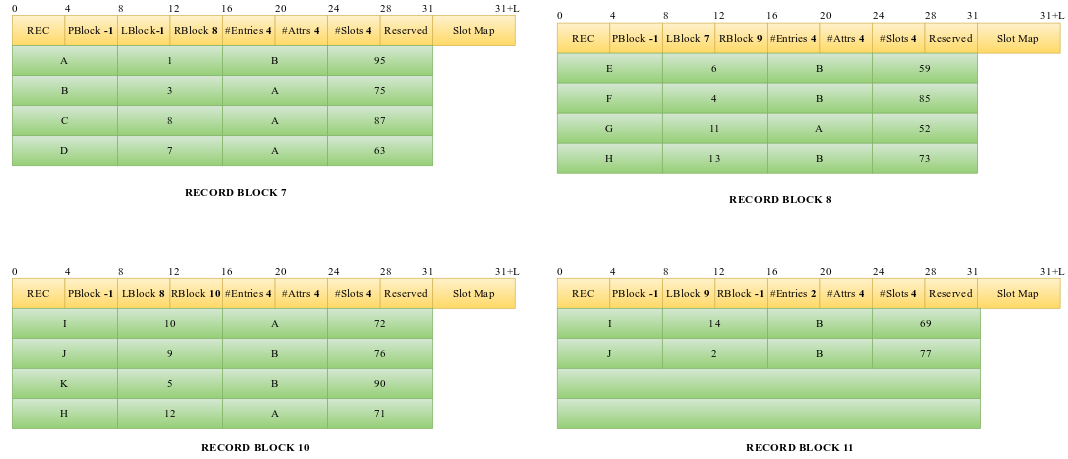 0 4 8 12 16 20 24 28 31 31+L
REC PBlock -1 LBlock-1 RBlock 8 #Entries 4 #Attrs 4 #Slots 4 Reserved Slot Map
A 1 B 95
B 3 A 75
C 8 A 87
D 7 A 63
RECORD BLOCK 7
0 4 8 12 16 20 24 28 31 31+L
REC PBlock -1 LBlock 7 RBlock 9 #Entries 4 #Attrs 4 #Slots 4 Reserved Slot Map
E 6 B 59
F 4 B 85
G 11 A 52
H 13 B 73
RECORD BLOCK 8
0 4 8 12 16 20 24 28 31 31+L
REC PBlock -1 LBlock 8 RBlock 10 #Entries 4 #Attrs 4 #Slots 4 Reserved Slot Map
I 10 A 72
J 9 B 76
K 5 B 90
H 12 A 71
RECORD BLOCK 10
0 4 8 12 16 20 24 28 31 31+L
REC PBlock -1 LBlock 9 RBlock -1 #Entries 2 #Attrs 4 #Slots 4 Reserved Slot Map
I 14 B 69
J 2 B 77
RECORD BLOCK 11